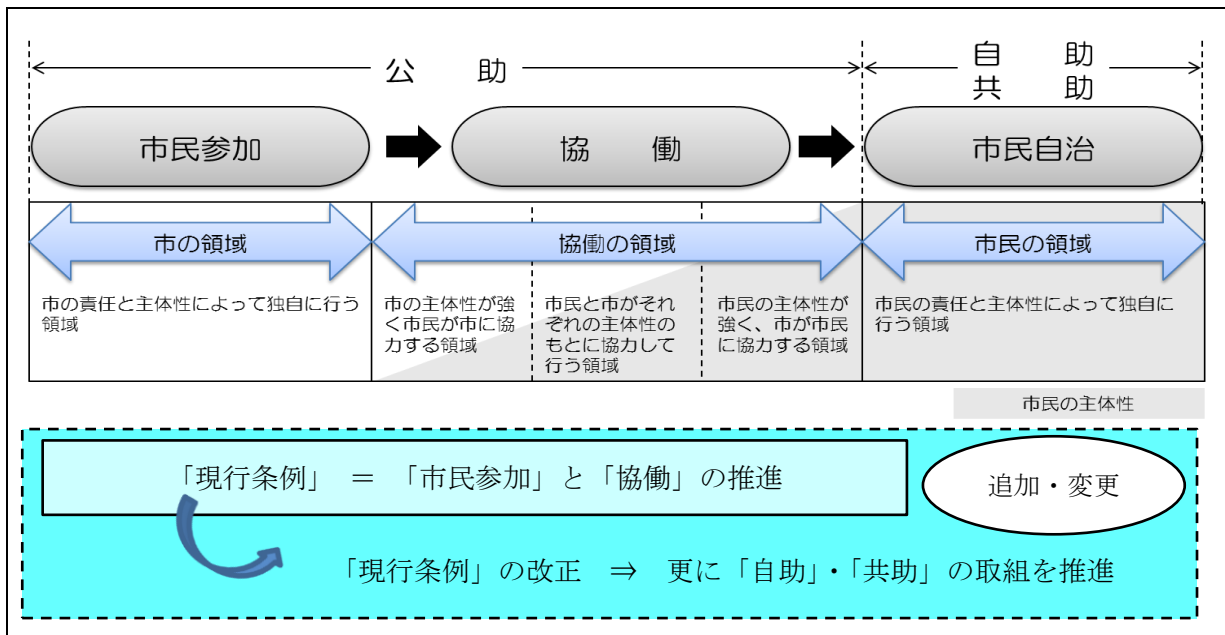 公　　助
自　　助
共　　助
市民参加
協　　働
市民自治
市の領域
協働の領域
市民の領域
市の責任と主体性によって独自に行う
領域
市の主体性が強
く市民が市に協
力する領域
市民と市がそれ
ぞれの主体性の
もとに協力して
行う領域
市民の主体性が
強く、市が市民
に協力する領域
市民の責任と主体性によって独自に
行う領域
市民の主体性
「現行条例」　＝　「市民参加」と「協働」の推進
追加・変更
「現行条例」の改正　⇒　更に「自助」・「共助」の取組を推進